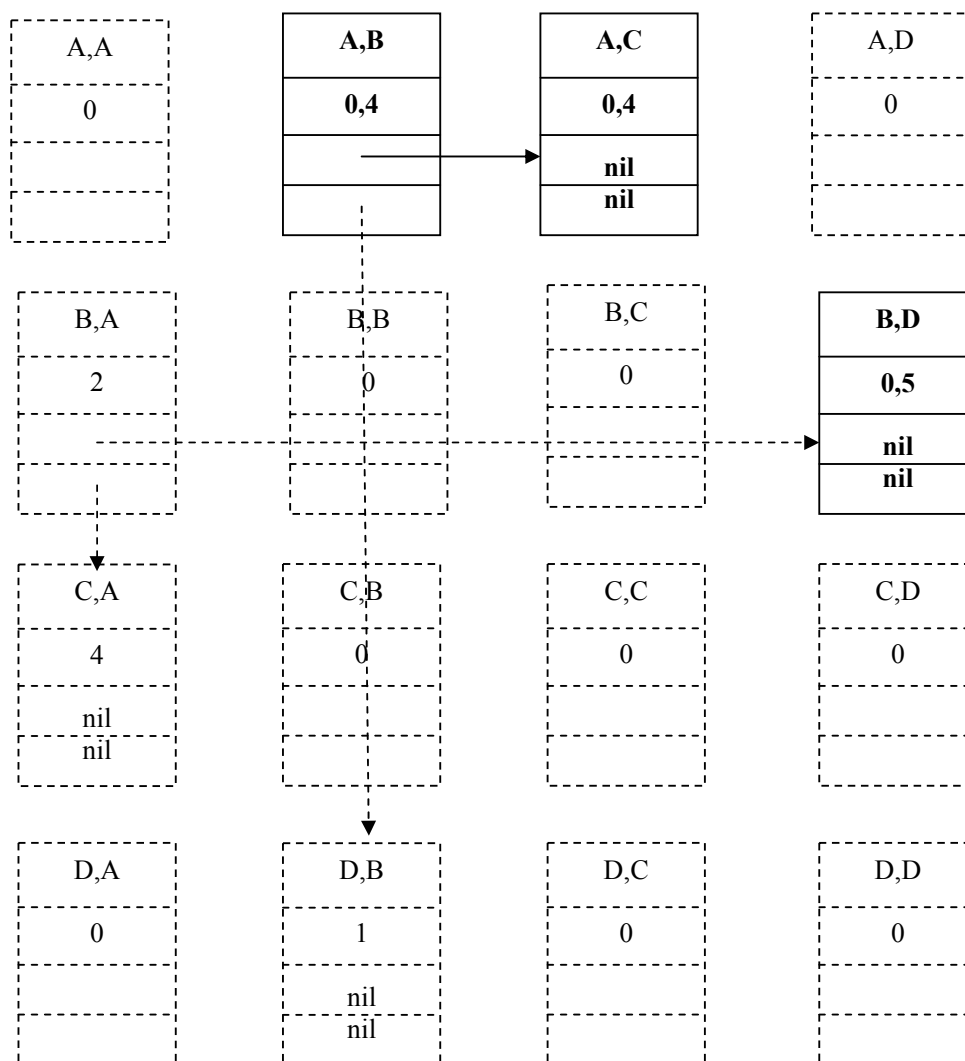 A,A
0
A,B
0,4
A,C
0,4
nil
nil
A,D
0
B,A
2
B,B
0
B,C
0
B,D
0,5
nil
nil
C,A
4
nil
nil
C,B
0
C,C
0
C,D
0
D,A
0
D,B
1
nil
nil
D,C
0
D,D
0